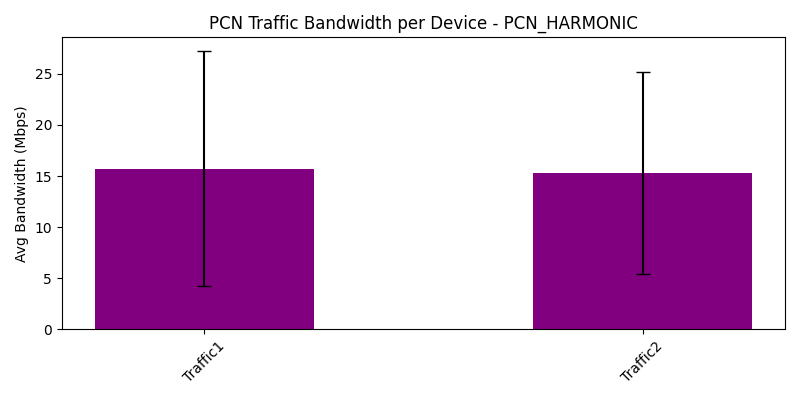 PCN Traffic Bandwidth per Device - PCN_HARMONIC
Avg Bandwidth (Mbps)
25
20
15
10
5
0
Traffic1
Traffic2